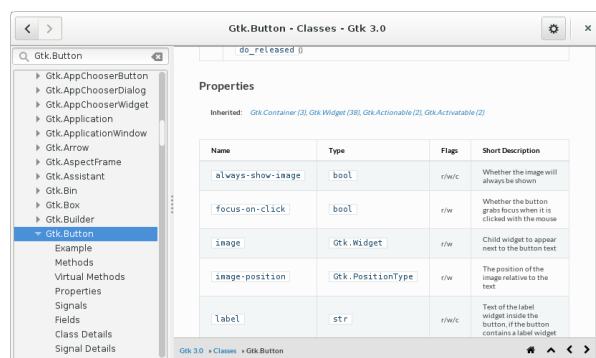 Gtk.Button - Classes - Gtk 3.0
Gtk.Button
Gtk.AppChooserButton
Gtk.AppChooserDialog
Gtk.AppChooserWidget
Gtk.Application
Gtk.ApplicationWindow
Gtk.Arrow
Gtk.AspectFrame
Gtk.Assistant
Gtk.Bin
Gtk.Box
Gtk.Builder
Gtk.Button
Example
Methods
Virtual Methods
Properties
Signals
Fields
Class Details
Signal Details
do_released ()
Properties
Inherited: Gtk.Container (3), Gtk.Widget (38), Gtk.Actionable (2), Gtk.Activatable (2)
Name Type Flags Short Description
always-show-image bool r/w/c Whether the image will
always be shown
focus-on-click bool r/w Whether the button
grabs focus when it is
clicked with the mouse
image Gtk.Widget r/w Child widget to appear
next to the button text
image-position Gtk.PositionType r/w The position of the
image relative to the
text
label str r/w/c Text of the label
widget inside the
button, if the button
contains a label widget
Gtk 3.0 » Classes » Gtk.Button